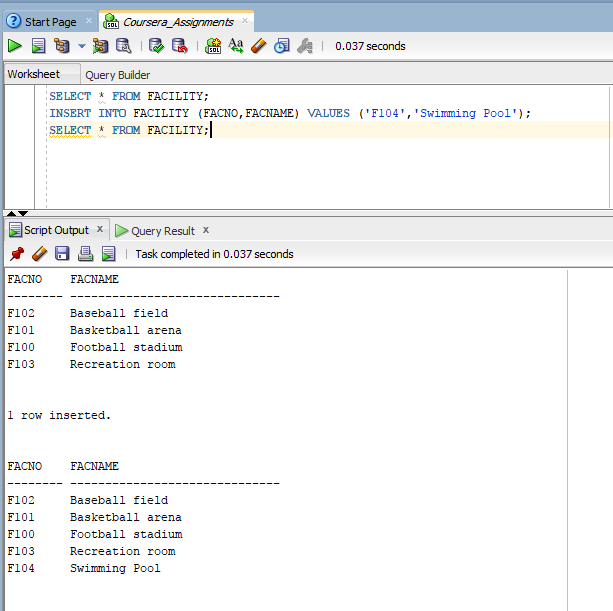 Start Page × Coursera_Assignments ×
0.037 seconds
Worksheet Query Builder
SELECT * FROM FACILITY;
INSERT INTO FACILITY (FACNO,FACNAME) VALUES ('F104','Swimming Pool');
SELECT * FROM FACILITY;
Script Output x Query Result x
Task completed in 0.037 seconds
FACNO FACNAME
-------- ------------------------------
F102 Baseball field
F101 Basketball arena
F100 Football stadium
F103 Recreation room
1 row inserted.
FACNO FACNAME
-------- ------------------------------
F102 Baseball field
F101 Basketball arena
F100 Football stadium
F103 Recreation room
F104 Swimming Pool